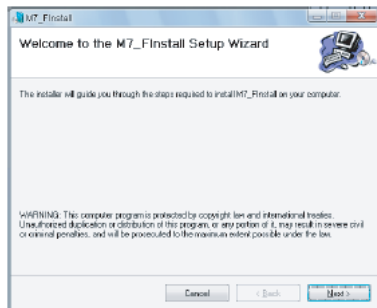 M7_FInstall
Welcome to the M7_FInstall Setup Wizard
The installer will guide you through the steps required to install M7_FInstall on your computer.
WARNING: This computer program is protected by copyright law and international treaties.
Unauthorized duplication or distribution of this program, or any portion of it, may result in severe civil
or criminal penalties, and will be prosecuted to the maximum extent possible under the law.
Cancel
< Back
Next >